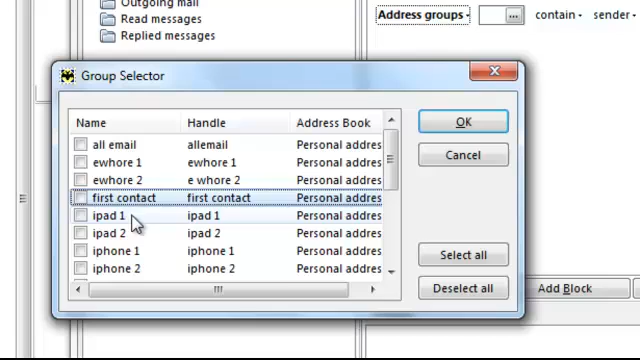 Outgoing mail
Read messages
Replied messages
Address groups ... contain sender
Group Selector
Name Handle Address Book
all email allemail Personal addres
ewhore 1 ewhore 1 Personal addres
ewhore 2 e whore 2 Personal addres
first contact first contact Personal addres
ipad 1 ipad 1 Personal addres
ipad 2 ipad 2 Personal addres
iphone 1 iphone 1 Personal addres
iphone 2 iphone 2 Personal addres
OK
Cancel
Select all
Deselect all
Add Block